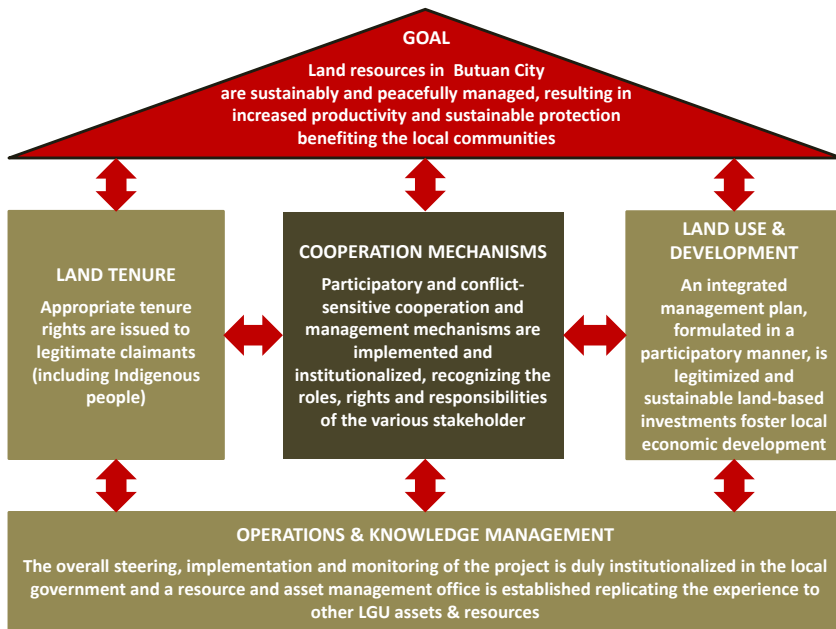 GOAL
Land resources in Butuan City
are sustainably and peacefully managed, resulting in
increased productivity and sustainable protection
benefiting the local communities
LAND TENURE
Appropriate tenure
rights are issued to
legitimate claimants
(including Indigenous
people)
COOPERATION MECHANISMS
Participatory and conflict-
sensitive cooperation and
management mechanisms are
implemented and
institutionalized, recognizing the
roles, rights and responsibilities
of the various stakeholder
LAND USE &
DEVELOPMENT
An integrated
management plan,
formulated in a
participatory manner, is
legitimized and
sustainable land-based
investments foster local
economic development
OPERATIONS & KNOWLEDGE MANAGEMENT
The overall steering, implementation and monitoring of the project is duly institutionalized in the local
government and a resource and asset management office is established replicating the experience to
other LGU assets & resources